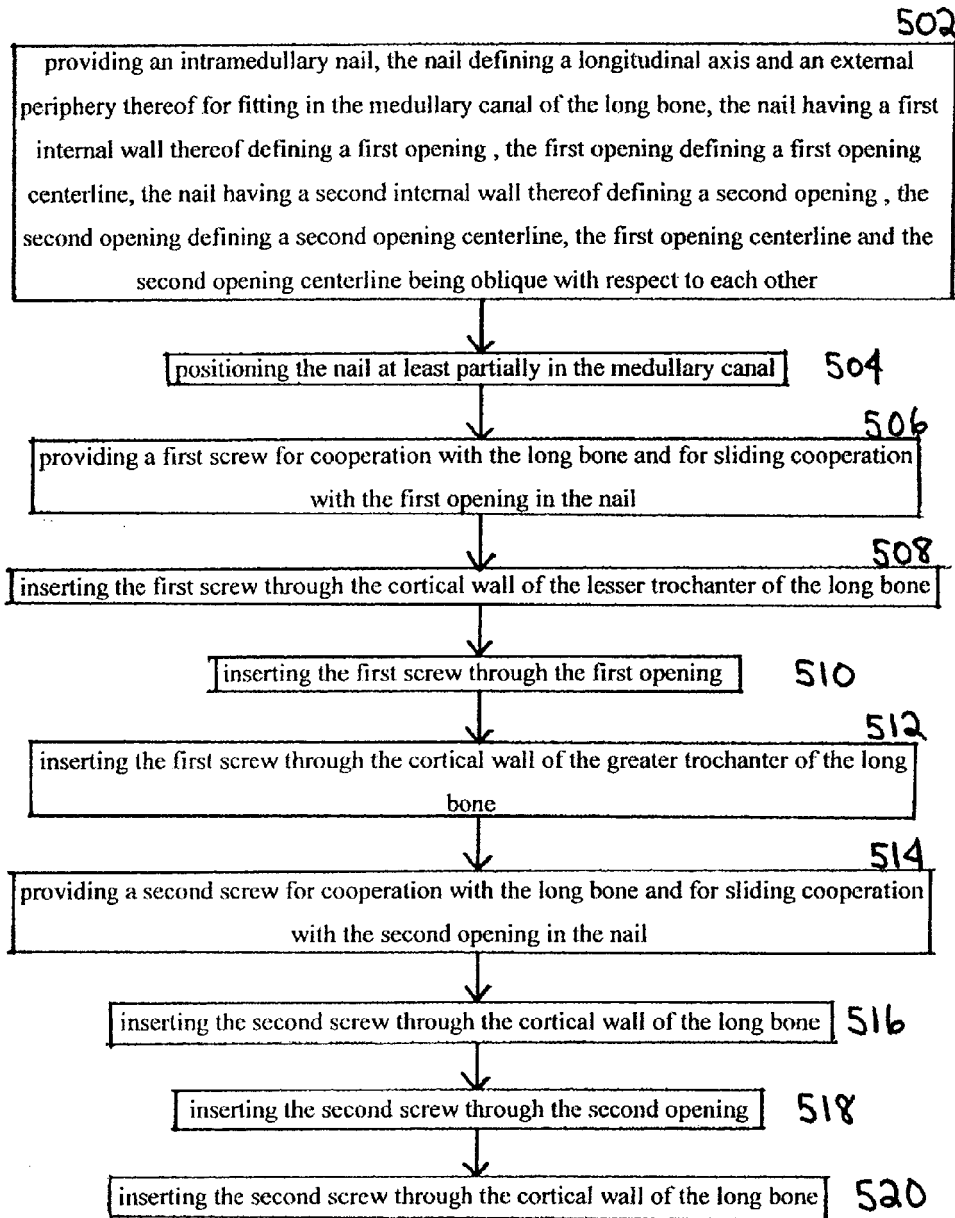 502
providing an intramedullary nail, the nail defining a longitudinal axis and an external
periphery thereof for fitting in the medullary canal of the long bone, the nail having a first
internal wall thereof defining a first opening , the first opening defining a first opening
centerline, the nail having a second internal wall thereof defining a second opening , the
second opening defining a second opening centerline, the first opening centerline and the
second opening centerline being oblique with respect to each other
positioning the nail at least partially in the medullary canal 504
506
providing a first screw for cooperation with the long bone and for sliding cooperation
with the first opening in the nail
508
inserting the first screw through the cortical wall of the lesser trochanter of the long bone
inserting the first screw through the first opening 510
512
inserting the first screw through the cortical wall of the greater trochanter of the long
bone
514
providing a second screw for cooperation with the long bone and for sliding cooperation
with the second opening in the nail
inserting the second screw through the cortical wall of the long bone 516
inserting the second screw through the second opening 518
inserting the second screw through the cortical wall of the long bone 520